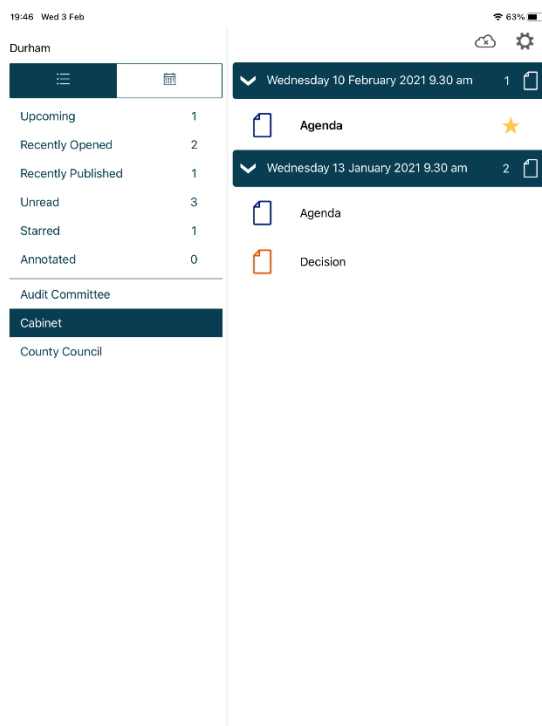 19:46 Wed 3 Feb
63%
Durham
Upcoming 1
Recently Opened 2
Recently Published 1
Unread 3
Starred 1
Annotated 0
Audit Committee
Cabinet
County Council
Wednesday 10 February 2021 9.30 am 1
Agenda
Wednesday 13 January 2021 9.30 am 2
Agenda
Decision